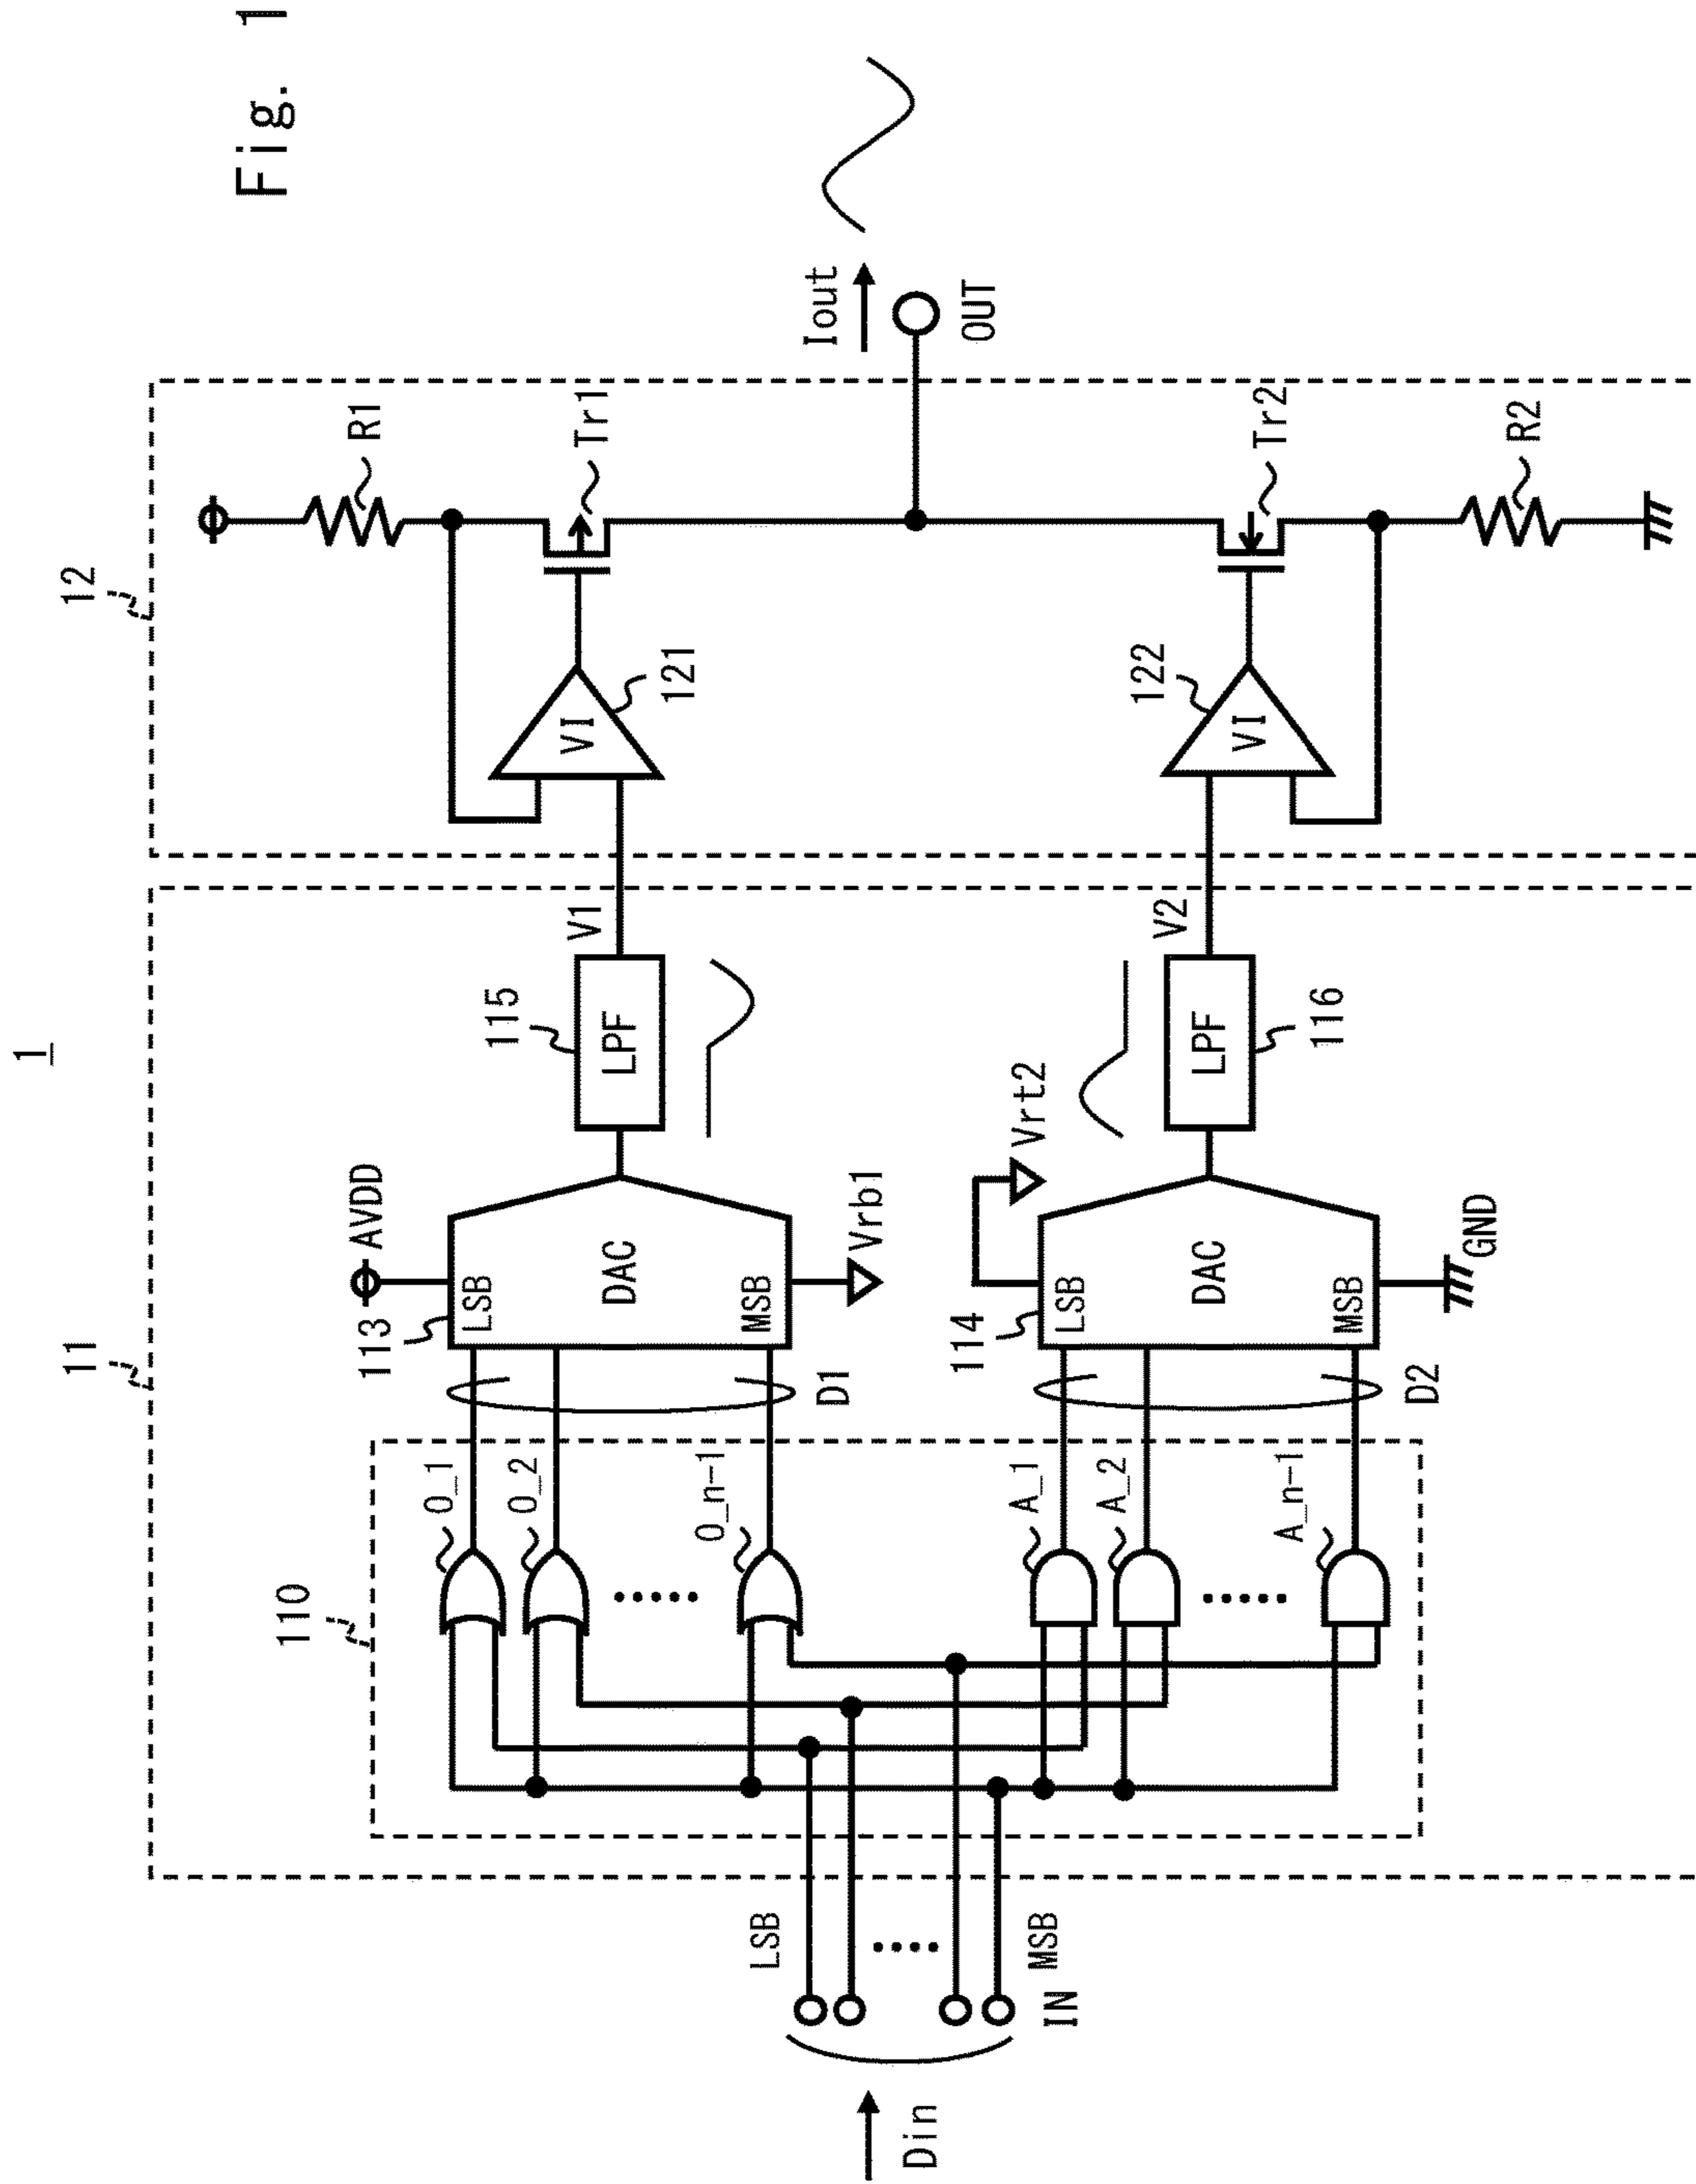 Fig. 1
1
11
12
110
Din
IN
LSB
MSB
O_1
O_2
O_n-1
A_1
A_2
A_n-1
D1
D2
113
AVDD
LSB
DAC
MSB
Vrb1
114
Vrt2
LSB
DAC
MSB
GND
115
LPF
V1
116
LPF
V2
VI
121
VI
122
R1
Tr1
Tr2
R2
Iout
OUT